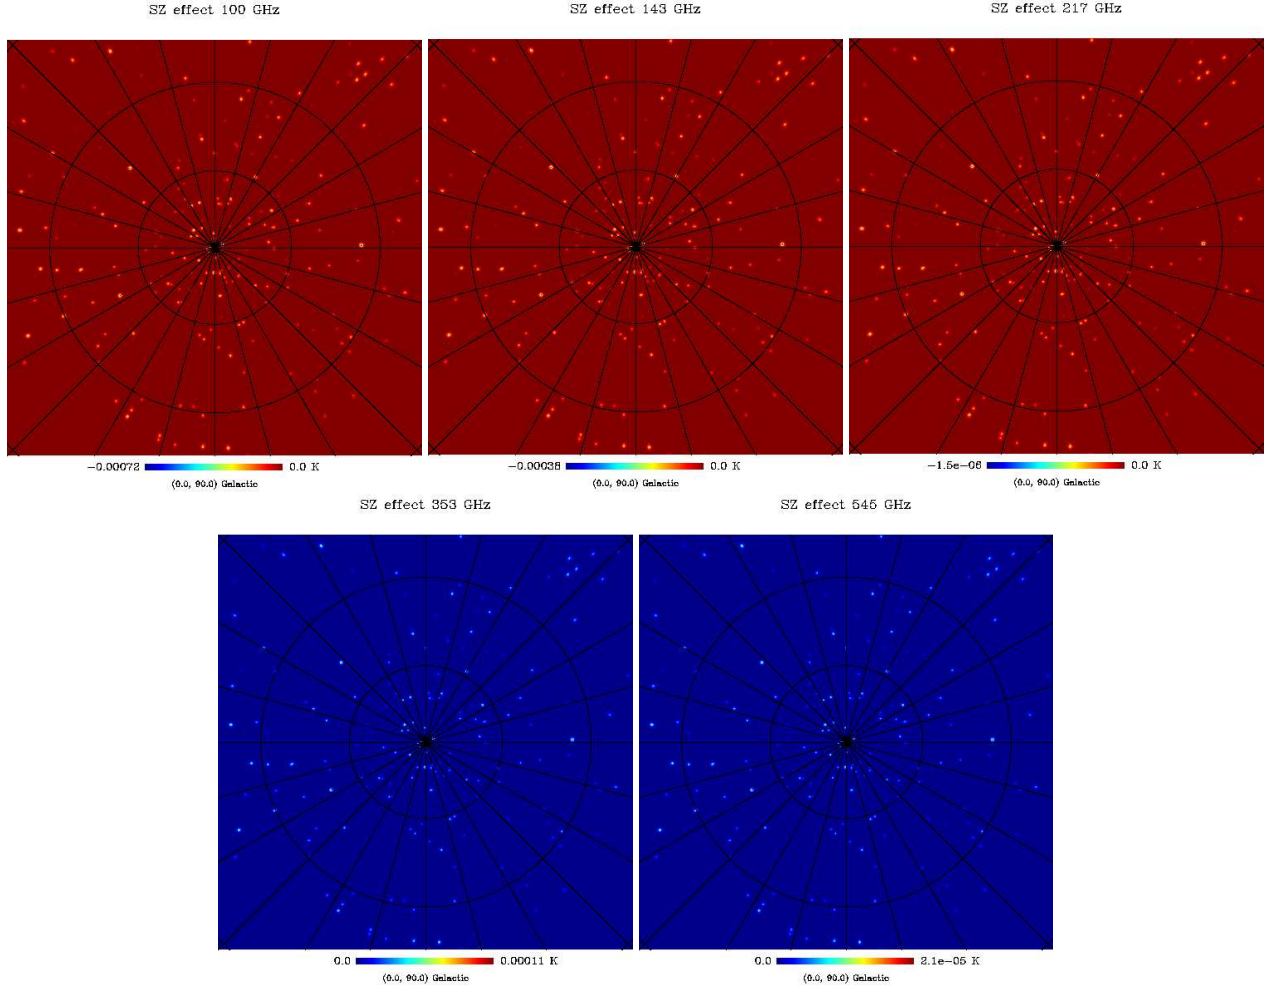 SZ effect 100 GHz
SZ effect 143 GHz
SZ effect 217 GHz
-0.00072 0.0 K
(0.0, 90.0) Galactic
-0.00038 0.0 K
(0.0, 90.0) Galactic
-1.5e-06 0.0 K
(0.0, 90.0) Galactic
SZ effect 353 GHz
SZ effect 545 GHz
0.0 0.00011 K
(0.0, 90.0) Galactic
0.0 2.1e-05 K
(0.0, 90.0) Galactic